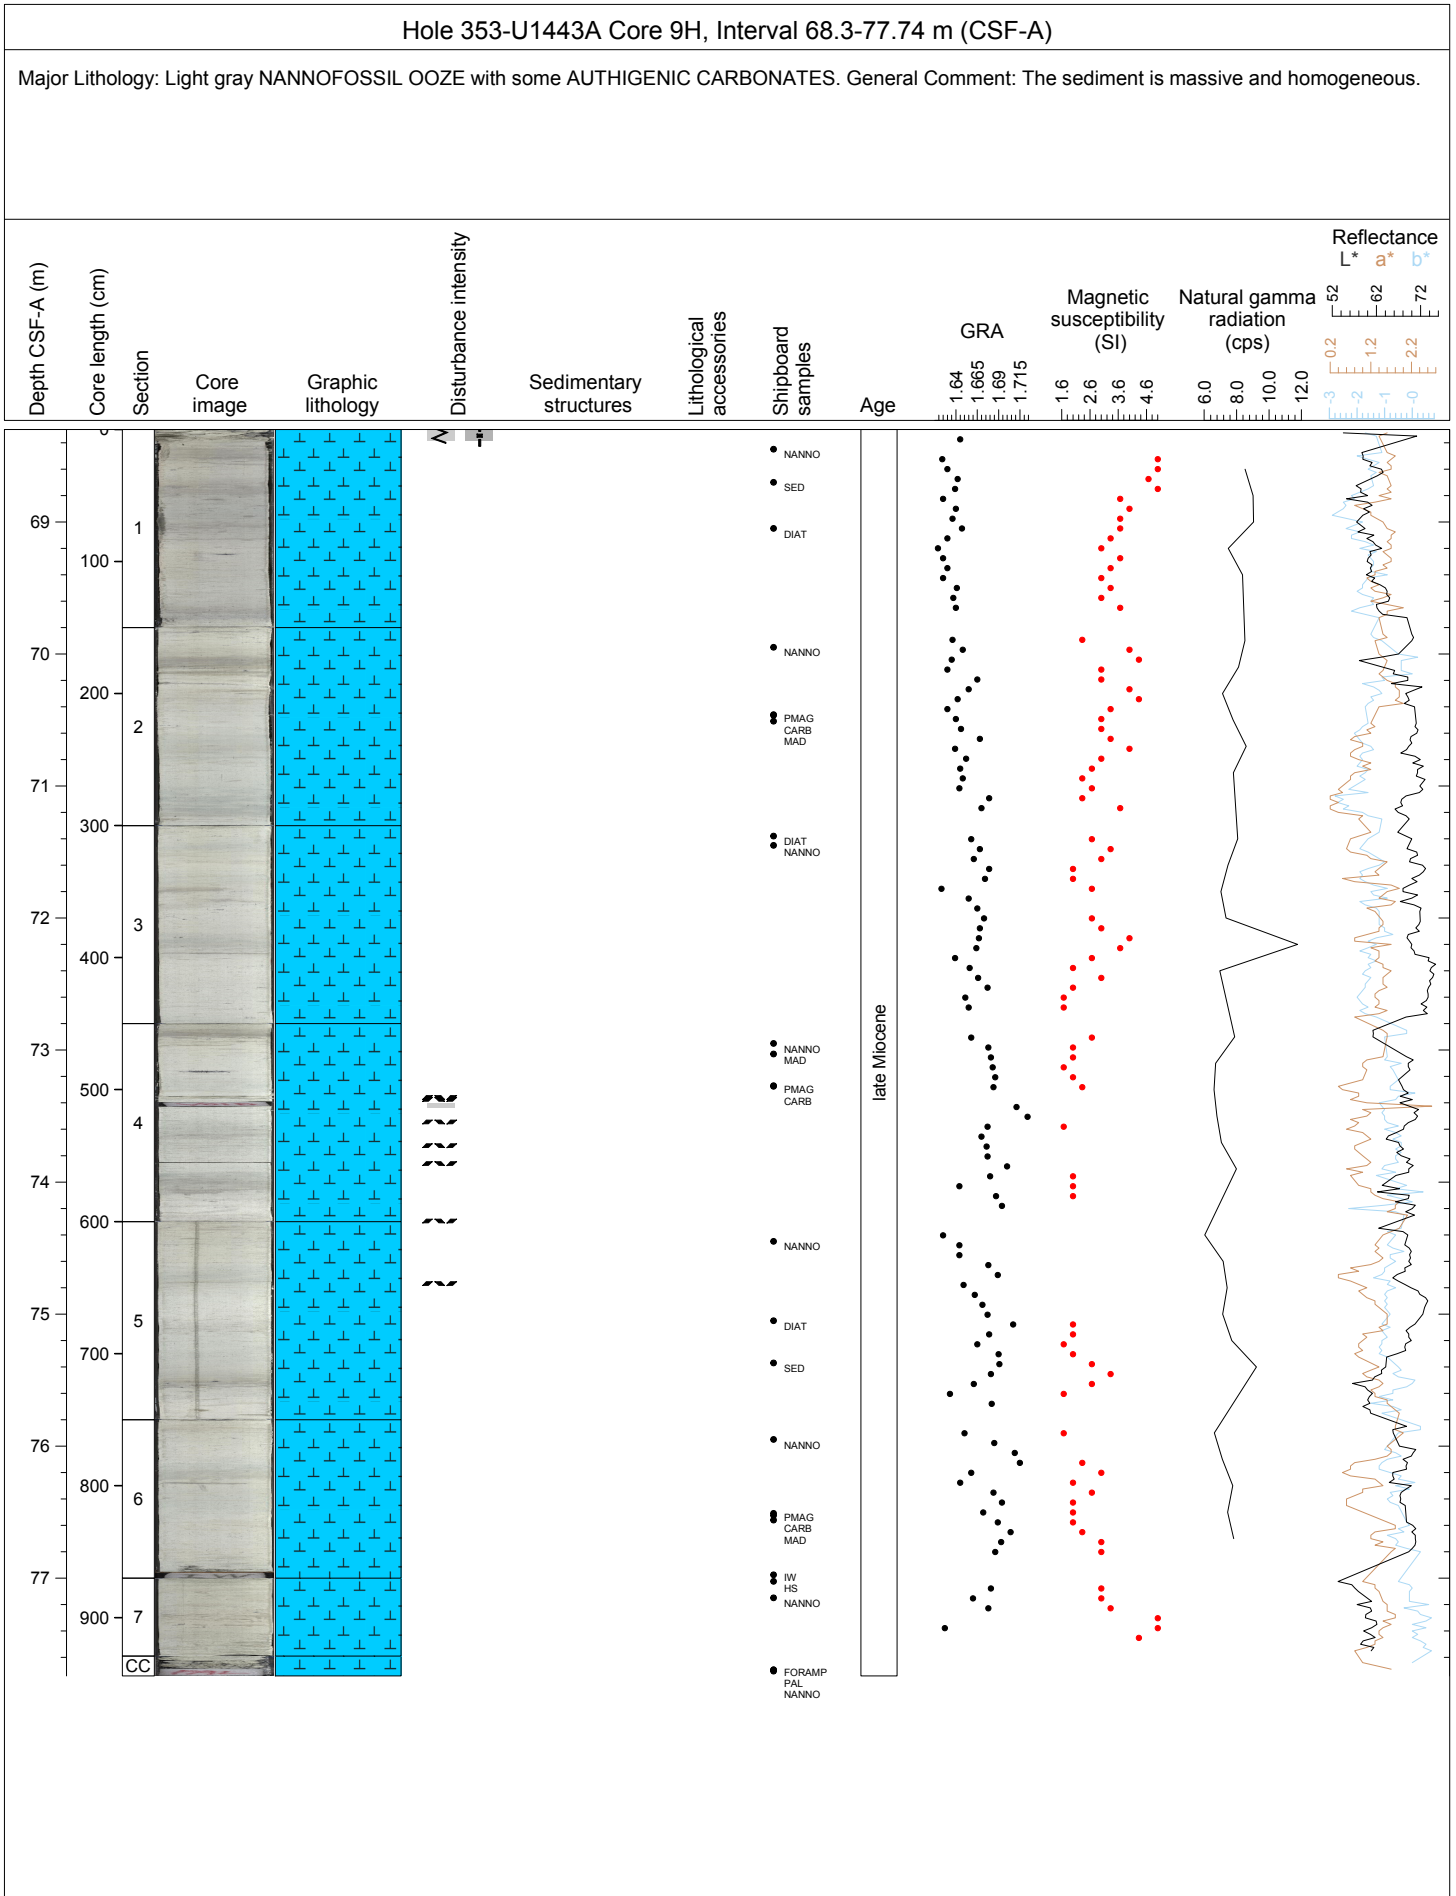 Hole 353-U1443A Core 9H, Interval 68.3-77.74 m (CSF-A)
Major Lithology: Light gray NANNOFOSSIL OOZE with some AUTHIGENIC CARBONATES. General Comment: The sediment is massive and homogeneous.
Depth CSF-A (m)
Core length (cm)
Section
Core
image
Graphic
lithology
Disturbance intensity
Sedimentary
structures
Lithological
accessories
Shipboard
samples
Age
GRA
1.64 1.665 1.69 1.715
Magnetic
susceptibility
(SI)
1.6 2.6 3.6 4.6
Natural gamma
radiation
(cps)
6.0 8.0 10.0 12.0
Reflectance
L* a* b*
52 62 72
0.2 1.2 2.2
-3 -2 -1 -0
0
NANNO
SED
69
1
DIAT
100
70
NANNO
200
2
PMAG
CARB
MAD
71
300
DIAT
NANNO
72
3
400
late Miocene
73
NANNO
MAD
500
PMAG
CARB
4
74
600
NANNO
75
5
DIAT
700
SED
76
NANNO
800
6
PMAG
CARB
MAD
77
IW
HS
NANNO
900
7
CC
FORAMP
PAL
NANNO